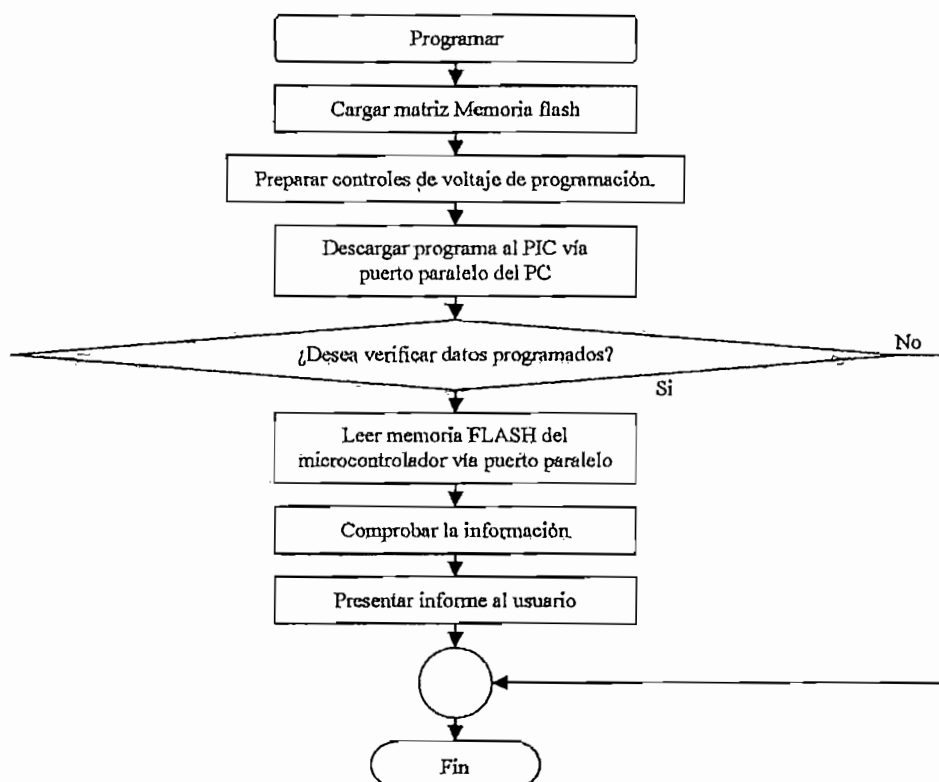 Programar
Cargar matriz Memoria flash
Preparar controles de voltaje de programación.
Descargar programa al PIC vía
puerto paralelo del PC
¿Desea verificar datos programados?
No
Si
Leer memoria FLASH del
microcontrolador vía puerto paralelo
Comprobar la información.
Presentar informe al usuario
Fin